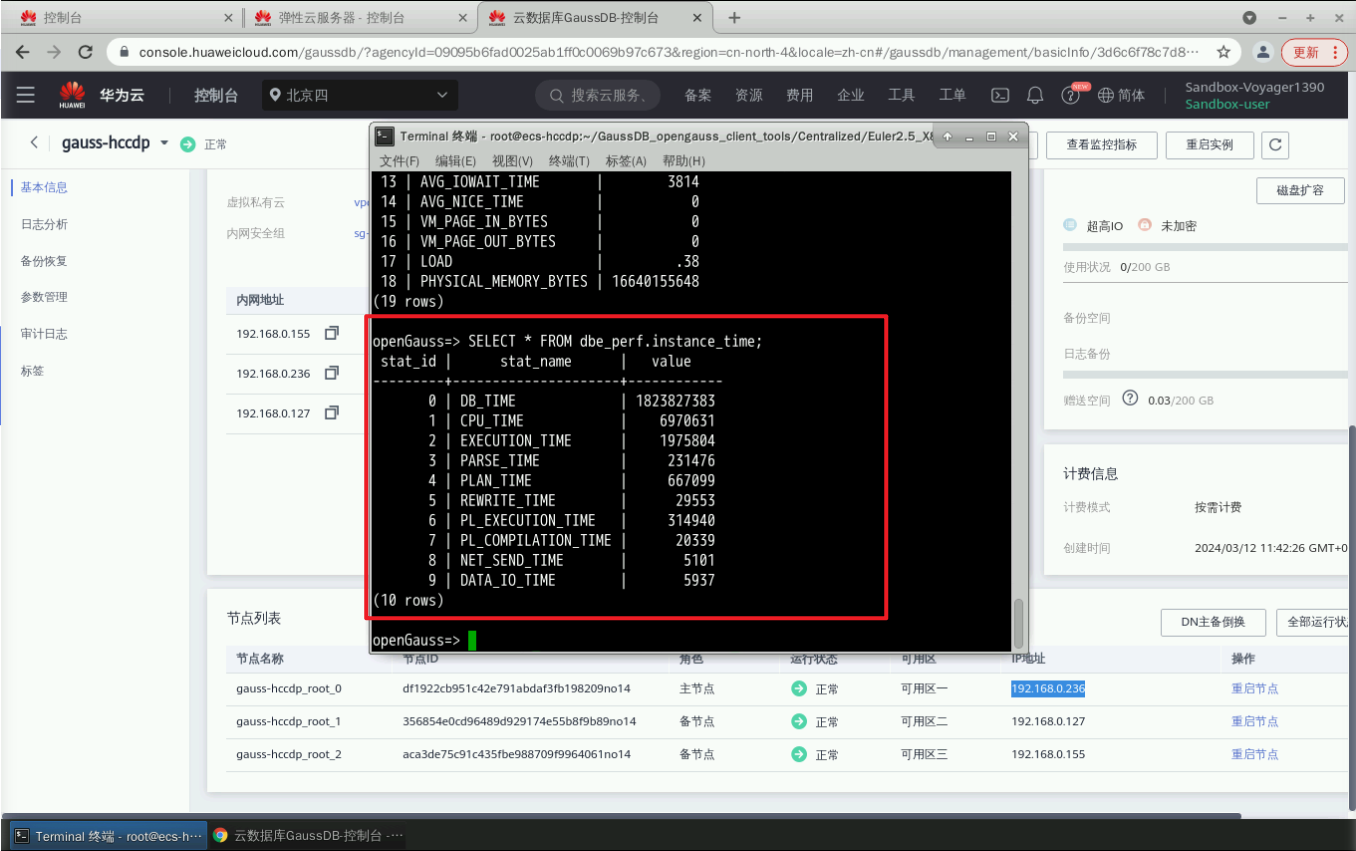 控制台
弹性云服务器 - 控制台
云数据库GaussDB-控制台
console.huaweicloud.com/gaussdb/?agencyId=09095b6fad0025ab1ff0c0069b97c673&region=cn-north-4&locale=zh-cn#/gaussdb/management/basicInfo/3d6c6f78c7d8···
更新
HUAWEI
华为云
控制台
北京四
搜索云服务、
备案
资源
费用
企业
工具
工单
NEW
简体
Sandbox-Voyager1390
Sandbox-user
gauss-hccdp
正常
查看监控指标
重启实例
基本信息
日志分析
备份恢复
参数管理
审计日志
标签
虚拟私有云 vp
内网安全组 sg-
内网地址
192.168.0.155
192.168.0.236
192.168.0.127
Terminal 终端 - root@ecs-hccdp:~/GaussDB_opengauss_client_tools/Centralized/Euler2.5_X8
文件(F) 编辑(E) 视图(V) 终端(T) 标签(A) 帮助(H)
13 | AVG_IOWAIT_TIME | 3814
14 | AVG_NICE_TIME | 0
15 | VM_PAGE_IN_BYTES | 0
16 | VM_PAGE_OUT_BYTES | 0
17 | LOAD | .38
18 | PHYSICAL_MEMORY_BYTES | 16640155648
(19 rows)
openGauss=> SELECT * FROM dbe_perf.instance_time;
stat_id | stat_name | value
---------+---------------------+------------
0 | DB_TIME | 1823827383
1 | CPU_TIME | 6970631
2 | EXECUTION_TIME | 1975804
3 | PARSE_TIME | 231476
4 | PLAN_TIME | 667099
5 | REWRITE_TIME | 29553
6 | PL_EXECUTION_TIME | 314940
7 | PL_COMPILATION_TIME | 20339
8 | NET_SEND_TIME | 5101
9 | DATA_IO_TIME | 5937
(10 rows)
openGauss=>
磁盘扩容
超高IO 未加密
使用状况 0/200 GB
备份空间
日志备份
赠送空间 0.03/200 GB
计费信息
计费模式 按需计费
创建时间 2024/03/12 11:42:26 GMT+0
节点列表
DN主备倒换
全部运行状
节点名称 节点ID 角色 运行状态 可用区 IP地址 操作
gauss-hccdp_root_0 df1922cb951c42e791abdaf3fb198209no14 主节点 正常 可用区一 192.168.0.236 重启节点
gauss-hccdp_root_1 356854e0cd96489d929174e55b8f9b89no14 备节点 正常 可用区二 192.168.0.127 重启节点
gauss-hccdp_root_2 aca3de75c91c435fbe988709f9964061no14 备节点 正常 可用区三 192.168.0.155 重启节点
Terminal 终端 - root@ecs-h···
云数据库GaussDB-控制台 - ···